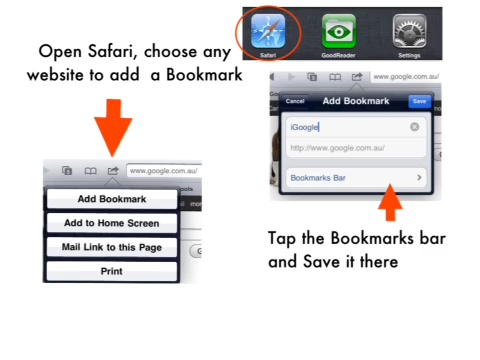 Open Safari, choose any
website to add a Bookmark
Safari
GoodReader
Settings
www.google.com.au/
Cancel
Add Bookmark
Save
iGoogle
http://www.google.com.au/
Bookmarks Bar
www.google.com.au/
Add Bookmark
Add to Home Screen
Mail Link to this Page
Print
Tap the Bookmarks bar
and Save it there